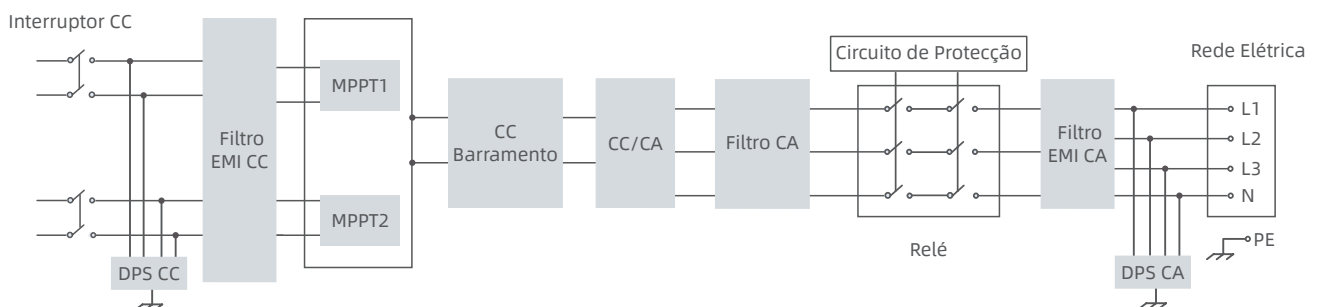 Interruptor CC
Filtro
EMI CC
MPPT1
MPPT2
DPS CC
CC
Barramento
CC/CA
Filtro CA
Circuito de Protecção
Relé
Filtro
EMI CA
DPS CA
Rede Elétrica
L1
L2
L3
N
PE